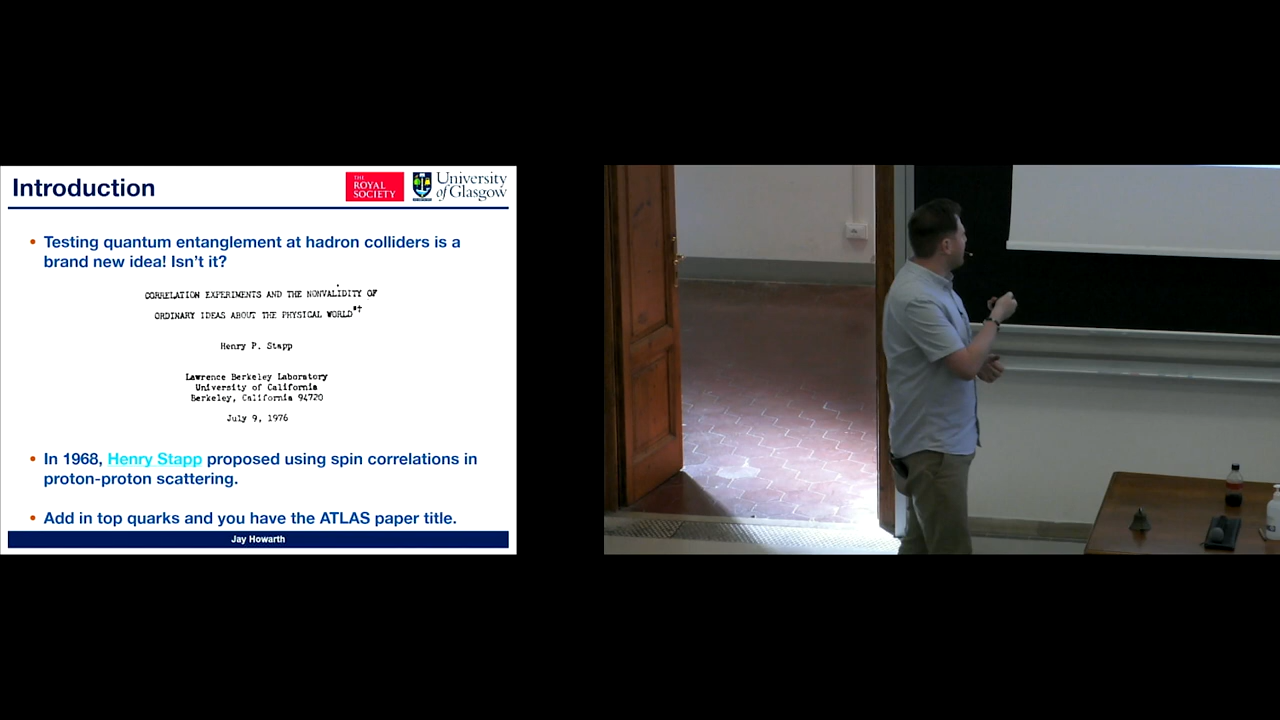 Introduction
THE
ROYAL
SOCIETY
University
of Glasgow
• Testing quantum entanglement at hadron colliders is a
brand new idea! Isn't it?
CORRELATION EXPERIMENTS AND THE NONVALIDITY OF
ORDINARY IDEAS ABOUT THE PHYSICAL WORLD*†
Henry P. Stapp
Lawrence Berkeley Laboratory
University of California
Berkeley, California 94720
July 9, 1976
• In 1968, Henry Stapp proposed using spin correlations in
proton-proton scattering.
• Add in top quarks and you have the ATLAS paper title.
Jay Howarth